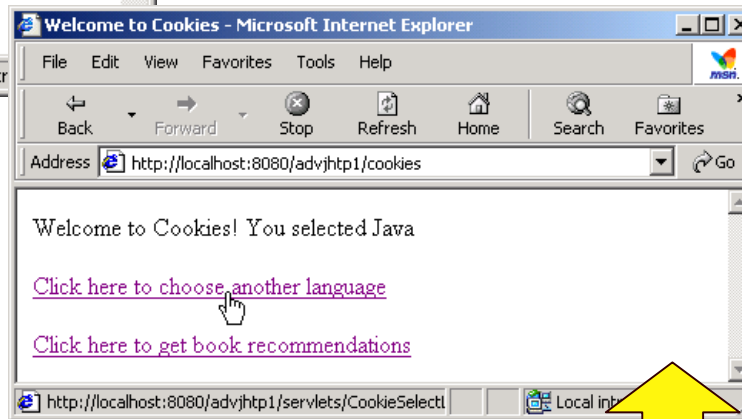 Welcome to Cookies - Microsoft Internet Explorer
File Edit View Favorites Tools Help
msn.
Back Forward Stop Refresh Home Search Favorites
Address http://localhost:8080/advjhtp1/cookies Go
Welcome to Cookies! You selected Java
Click here to choose another language
Click here to get book recommendations
http://localhost:8080/advjhtp1/servlets/CookieSelectL Local